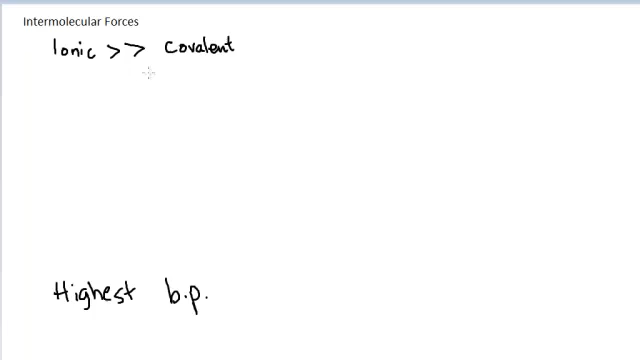 Intermolecular Forces
Ionic >> Covalent
Highest b.p.